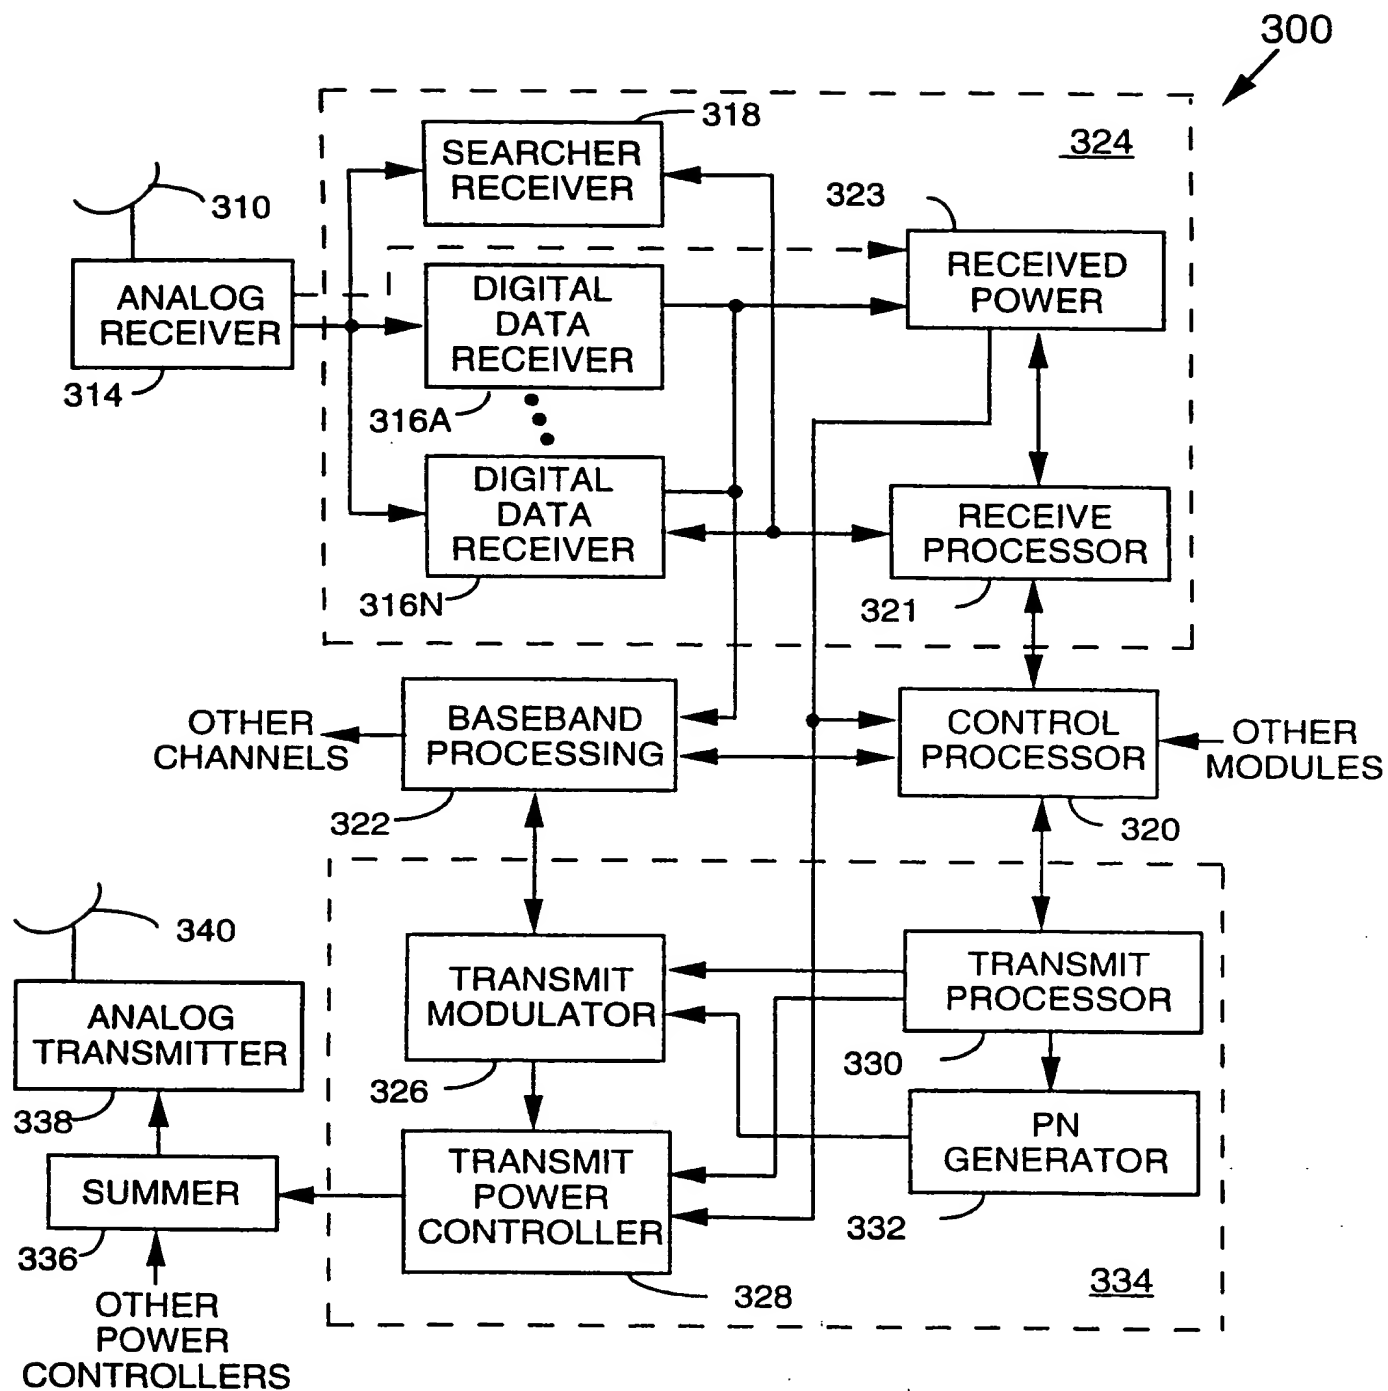 300
318
324
SEARCHER
RECEIVER
310
323
RECEIVED
POWER
ANALOG
RECEIVER
314
DIGITAL
DATA
RECEIVER
316A
DIGITAL
DATA
RECEIVER
316N
RECEIVE
PROCESSOR
321
OTHER
CHANNELS
BASEBAND
PROCESSING
322
CONTROL
PROCESSOR
320
OTHER
MODULES
340
ANALOG
TRANSMITTER
338
TRANSMIT
MODULATOR
326
TRANSMIT
PROCESSOR
330
PN
GENERATOR
332
SUMMER
336
TRANSMIT
POWER
CONTROLLER
328
334
OTHER
POWER
CONTROLLERS